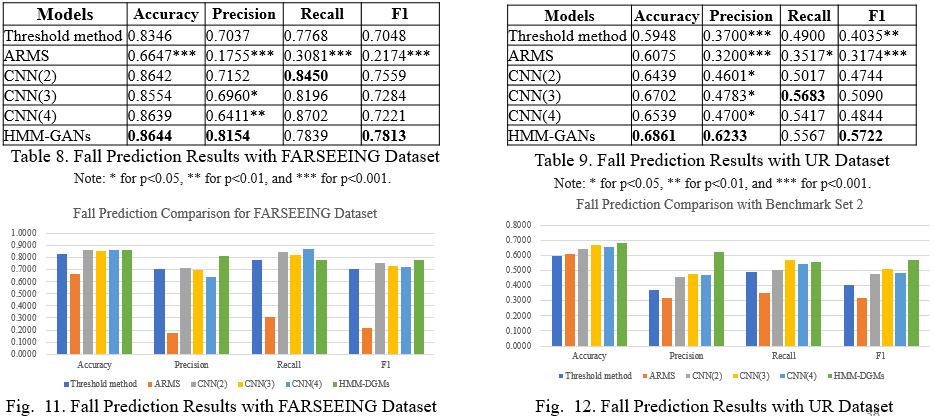 Models Accuracy Precision Recall F1
Threshold method 0.8346 0.7037 0.7768 0.7048
ARMS 0.6647*** 0.1755*** 0.3081*** 0.2174***
CNN(2) 0.8642 0.7152 0.8450 0.7559
CNN(3) 0.8554 0.6960* 0.8196 0.7284
CNN(4) 0.8639 0.6411** 0.8702 0.7221
HMM-GANs 0.8644 0.8154 0.7839 0.7813
Table 8. Fall Prediction Results with FARSEEING Dataset
Note: * for p<0.05, ** for p<0.01, and *** for p<0.001.
Fall Prediction Comparison for FARSEEING Dataset
1.0000
0.9000
0.8000
0.7000
0.6000
0.5000
0.4000
0.3000
0.2000
0.1000
0.0000
Accuracy Precision Recall F1
Threshold method ARMS CNN(2) CNN(3) CNN(4) HMM-DGMs
Fig. 11. Fall Prediction Results with FARSEEING Dataset
Models Accuracy Precision Recall F1
Threshold method 0.5948 0.3700*** 0.4900 0.4035**
ARMS 0.6075 0.3200*** 0.3517* 0.3174***
CNN(2) 0.6439 0.4601* 0.5017 0.4744
CNN(3) 0.6702 0.4783* 0.5683 0.5090
CNN(4) 0.6539 0.4700* 0.5417 0.4844
HMM-GANs 0.6861 0.6233 0.5567 0.5722
Table 9. Fall Prediction Results with UR Dataset
Note: * for p<0.05, ** for p<0.01, and *** for p<0.001.
Fall Prediction Comparison with Benchmark Set 2
0.8000
0.7000
0.6000
0.5000
0.4000
0.3000
0.2000
0.1000
0.0000
Accuracy Precision Recall F1
Threshold method ARMS CNN(2) CNN(3) CNN(4) HMM-DGMs
Fig. 12. Fall Prediction Results with UR Dataset